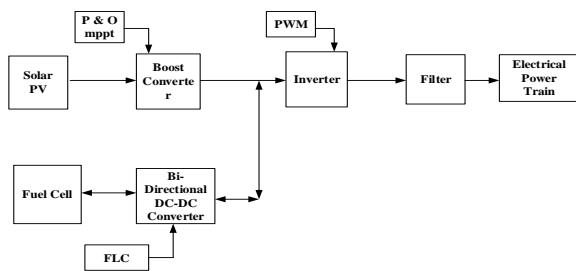 P & O
mppt
PWM
Solar
PV
Boost
Converte
r
Inverter
Filter
Electrical
Power
Train
Fuel Cell
Bi-
Directional
DC-DC
Converter
FLC